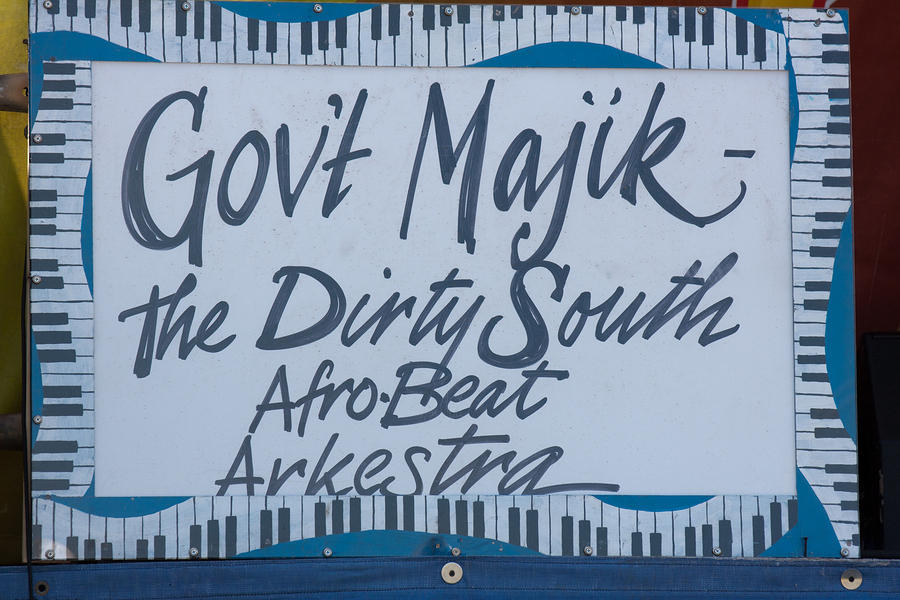 Gov't Majik -
the Dirty South
Afro-Beat
Arkestra